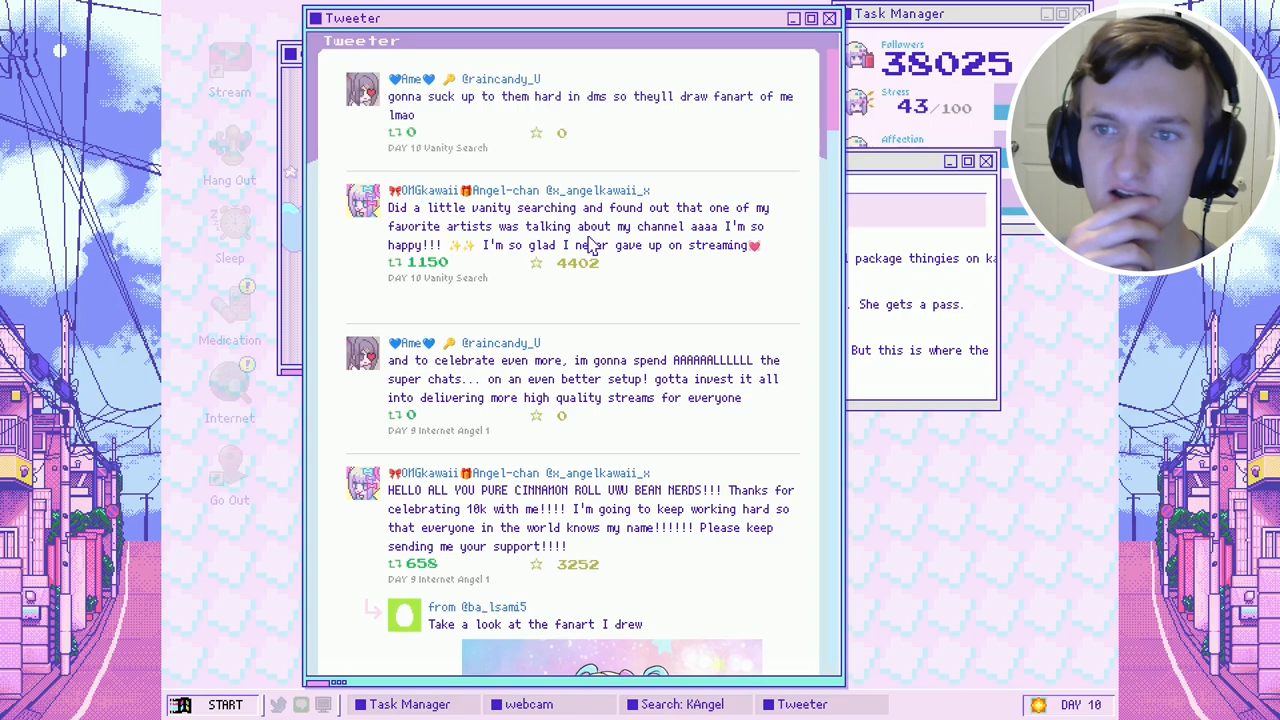 Tweeter
Task Manager
Tweeter
Followers
38025
Stress
43/100
Affection
Stream
Hang Out
Sleep
Medication
Internet
Go Out
💙Ame💙 🔑 @raincandy_U
gonna suck up to them hard in dms so theyll draw fanart of me
lmao
0 0
DAY 10 Vanity Search
🎀OMGkawaii🎁Angel-chan @x_angelkawaii_x
Did a little vanity searching and found out that one of my
favorite artists was talking about my channel aaaa I'm so
happy!!! ✨✨ I'm so glad I never gave up on streaming💓
1150 4402
DAY 10 Vanity Search
💙Ame💙 🔑 @raincandy_U
and to celebrate even more, im gonna spend AAAAAALLLLLL the
super chats... on an even better setup! gotta invest it all
into delivering more high quality streams for everyone
0 0
DAY 9 Internet Angel 1
🎀OMGkawaii🎁Angel-chan @x_angelkawaii_x
HELLO ALL YOU PURE CINNAMON ROLL UWU BEAN NERDS!!! Thanks for
celebrating 10k with me!!!! I'm going to keep working hard so
that everyone in the world knows my name!!!!!! Please keep
sending me your support!!!!
658 3252
DAY 9 Internet Angel 1
from @ba_lsami5
Take a look at the fanart I drew
package thingies on
. She gets a pass.
But this is where the
START
Task Manager
webcam
Search: KAngel
Tweeter
DAY 10